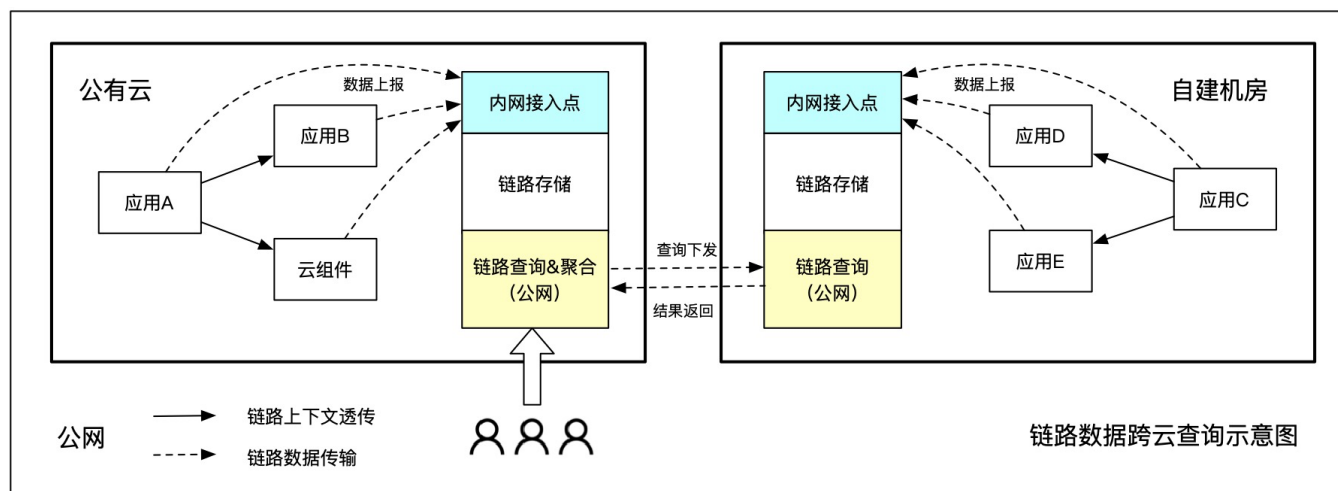 公有云
数据上报
应用B
应用A
云组件
内网接入点
链路存储
链路查询&聚合
（公网）
查询下发
结果返回
内网接入点
链路存储
链路查询
（公网）
数据上报
自建机房
应用D
应用C
应用E
公网
链路上下文透传
链路数据传输
链路数据跨云查询示意图